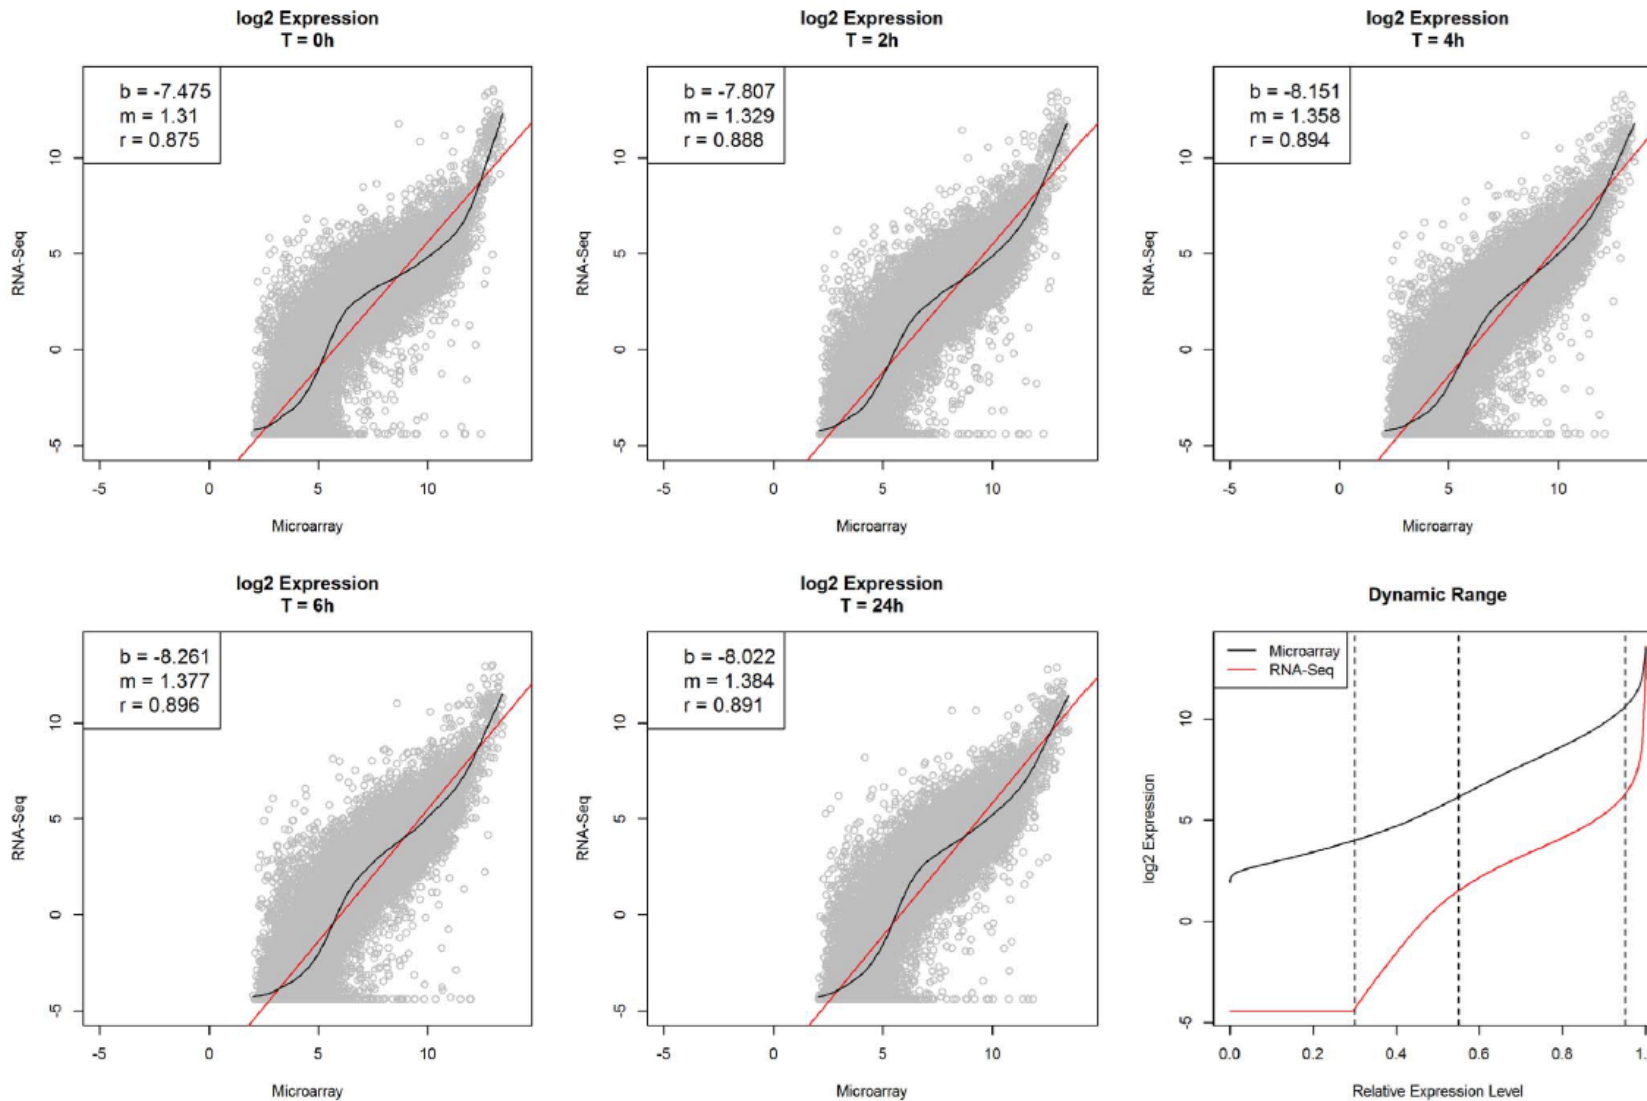 log2 Expression
T = 0h
b = -7.475
m = 1.31
r = 0.875
RNA-Seq
10
5
0
-5
-5 0 5 10
Microarray
log2 Expression
T = 2h
b = -7.807
m = 1.329
r = 0.888
RNA-Seq
10
5
0
-5
-5 0 5 10
Microarray
log2 Expression
T = 4h
b = -8.151
m = 1.358
r = 0.894
RNA-Seq
10
5
0
-5
-5 0 5 10
Microarray
log2 Expression
T = 6h
b = -8.261
m = 1.377
r = 0.896
RNA-Seq
10
5
0
-5
-5 0 5 10
Microarray
log2 Expression
T = 24h
b = -8.022
m = 1.384
r = 0.891
RNA-Seq
10
5
0
-5
-5 0 5 10
Microarray
Dynamic Range
Microarray
RNA-Seq
log2 Expression
10
5
0
-5
0.0 0.2 0.4 0.6 0.8 1.
Relative Expression Level